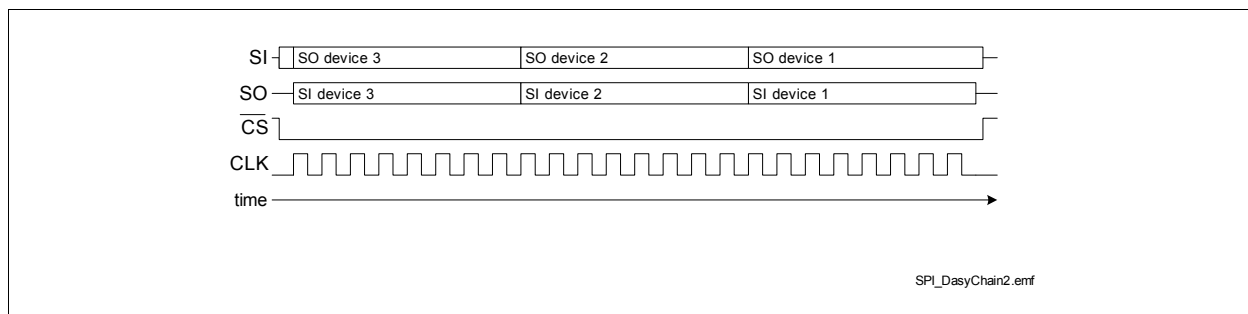 SI SO device 3 SO device 2 SO device 1
SO SI device 3 SI device 2 SI device 1
CS
CLK
time
SPI_DasyChain2.emf